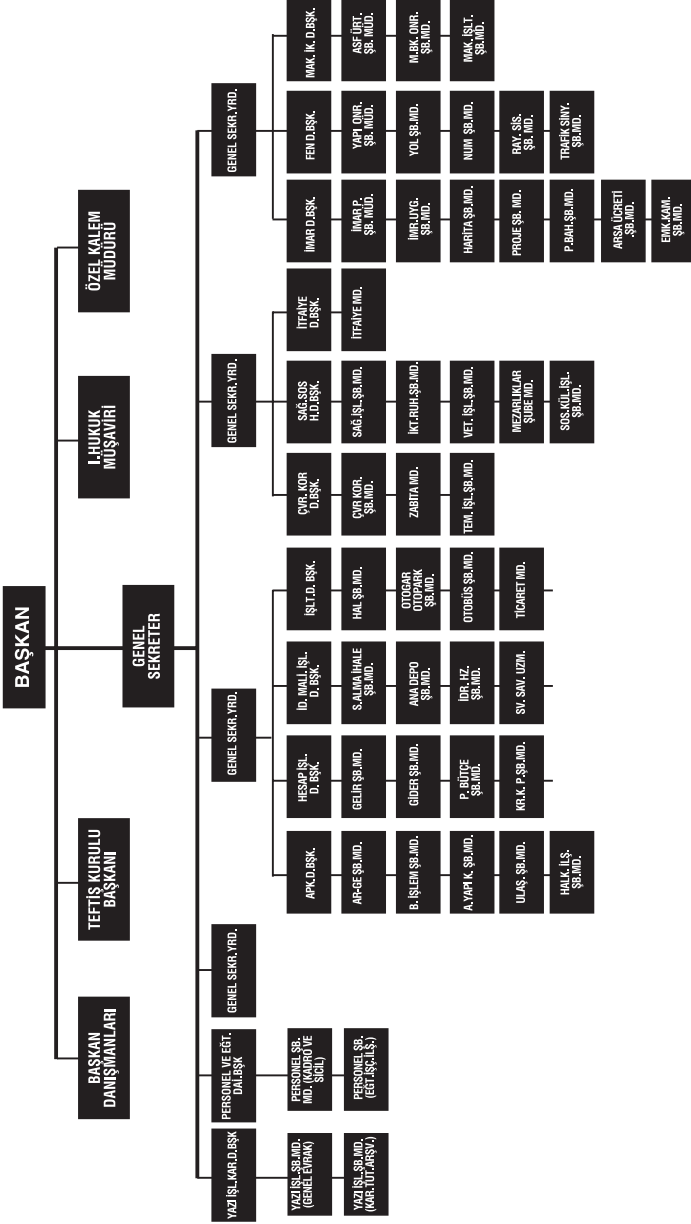 BAŞKAN
BAŞKAN
DANIŞMANLARI
TEFTİŞ KURULU
BAŞKANI
I.HUKUK
MÜŞAVİRİ
ÖZEL KALEM
MÜDÜRÜ
GENEL
SEKRETER
YAZI İŞL.KAR.D.BŞK
YAZI İŞL.ŞB.MD.
(GENEL EVRAK)
YAZI İŞL.ŞB.MD.
(KAR.TUT.ARŞV.)
PERSONEL VE EĞT.
DAİ.BŞK
PERSONEL ŞB.
MD. (KADRO VE
SİCİL)
PERSONEL ŞB.
(EĞT.İŞÇ.İLŞ.)
GENEL SEKR.YRD.
GENEL SEKR.YRD.
APK.D.BŞK.
AR-GE ŞB.MD.
B. İŞLEM ŞB.MD.
A.YAPI K. ŞB.MD.
ULAŞ. ŞB.MD.
HALK. İLŞ.
ŞB.MD.
HESAP İŞL.
D. BŞK.
GELİR ŞB.MD.
GİDER ŞB.MD.
P. BÜTÇE
ŞB.MD.
KR.K. P.ŞB.MD.
İD. MALİ. İŞL.
D. BŞK.
S.ALMA İHALE
ŞB.MD.
ANA DEPO
ŞB.MD.
İDR. HZ.
ŞB.MD.
SV. SAV. UZM.
İŞLT.D. BŞK.
HAL ŞB.MD.
OTOGAR
OTOPARK
ŞB.MD.
OTOBÜS ŞB.MD.
TİCARET MD.
GENEL SEKR.YRD.
ÇVR. KOR
D.BŞK.
ÇVR KOR.
ŞB.MD.
ZABITA MD.
TEM. İŞL.ŞB.MD.
SAĞ.SOS
H.D.BŞK.
SAĞ.İŞL.ŞB.MD.
İKT.RUH.ŞB.MD.
VET. İŞL.ŞB.MD.
MEZARLIKLAR
ŞUBE MD.
SOS.KÜL.İŞL.
ŞB.MD.
İTFAİYE
D.BŞK.
İTFAİYE MD.
GENEL SEKR.YRD.
İMAR D.BŞK.
İMAR P.
ŞB. MÜD.
İMR.UYG.
ŞB.MD.
HARİTA ŞB.MD.
PROJE ŞB. MD.
P.BAH.ŞB.MD.
ARSA ÜCRETİ
.ŞB.MD.
EMK.KAM.
ŞB.MD.
FEN D.BŞK.
YAPI ONR.
ŞB. MÜD.
YOL ŞB.MD.
NUM ŞB.MD.
RAY. SİS.
ŞB. MD.
TRAFİK SİNY.
ŞB.MD.
MAK. İK. D.BŞK.
ASF ÜRT.
ŞB. MÜD.
M.BK. ONR.
ŞB.MD.
MAK. İŞLT.
ŞB.MD.